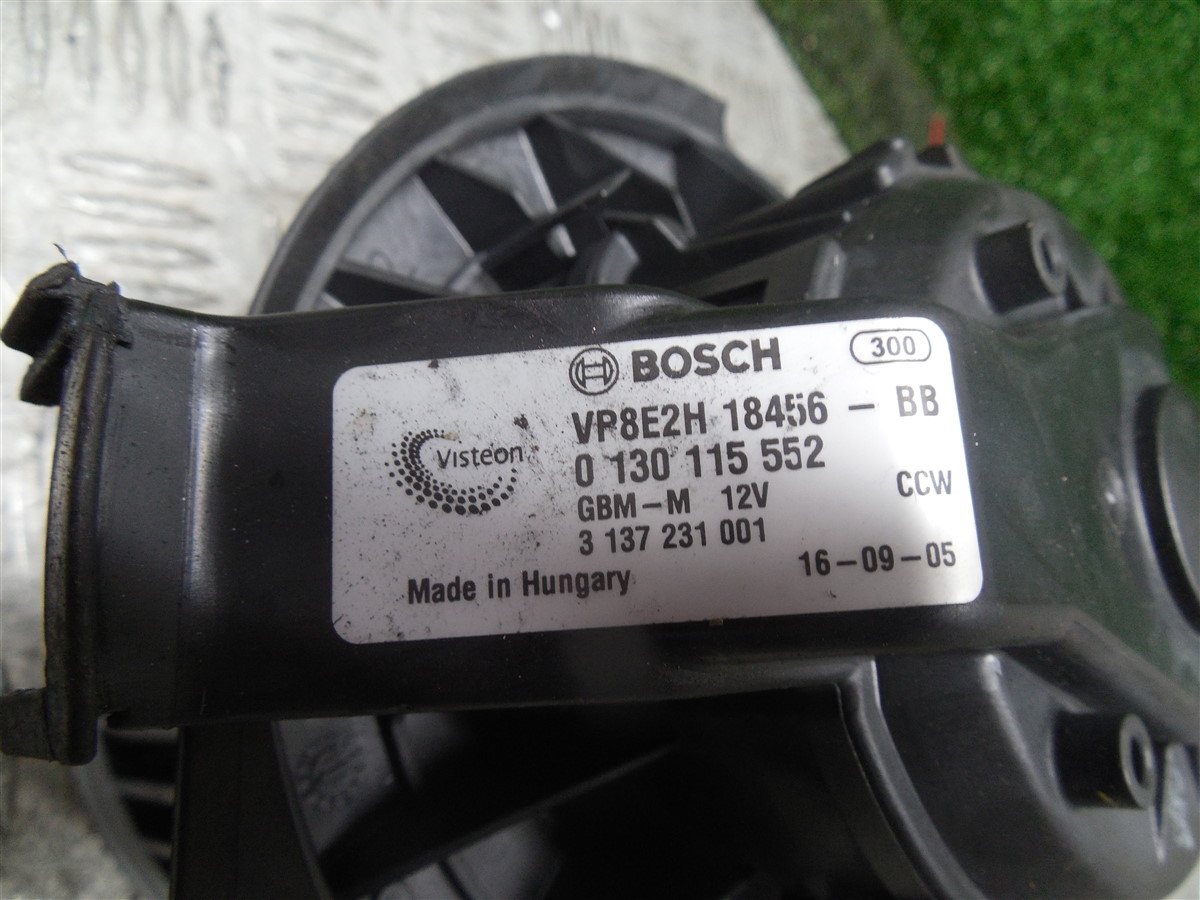 BOSCH 300
VP8E2H 18456 - BB
Visteon
0 130 115 552
GBM-M 12V CCW
3 137 231 001
Made in Hungary 16-09-05